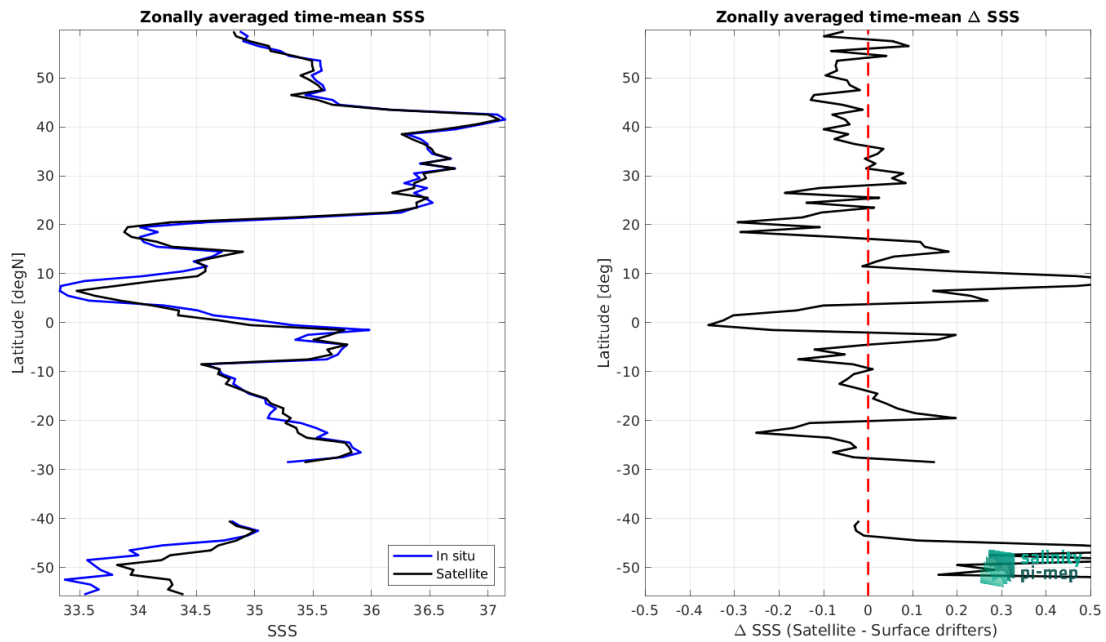 Zonally averaged time-mean SSS
50
40
30
20
10
0
-10
-20
-30
-40
-50
Latitude [degN]
33.5 34 34.5 35 35.5 36 36.5 37
SSS
In situ
Satellite
Zonally averaged time-mean Δ SSS
50
40
30
20
10
0
-10
-20
-30
-40
-50
Latitude [deg]
-0.5 -0.4 -0.3 -0.2 -0.1 0 0.1 0.2 0.3 0.4 0.5
Δ SSS (Satellite - Surface drifters)
salinity
pi-mep